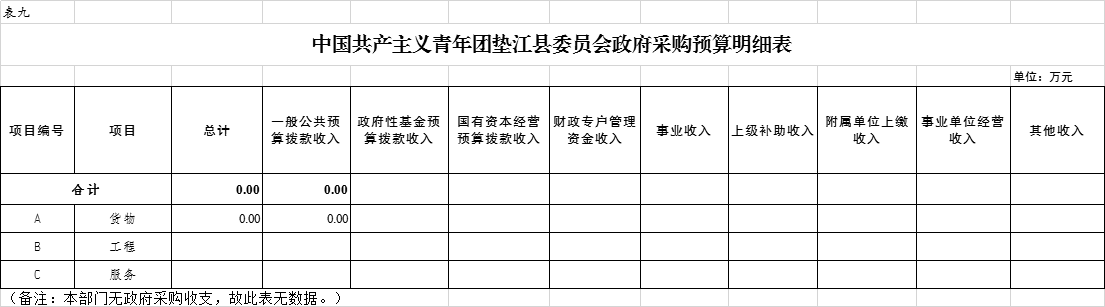 表九
中国共产主义青年团垫江县委员会政府采购预算明细表
单位：万元
项目编号 项目 总计 一般公共预算拨款收入 政府性基金预算拨款收入 国有资本经营预算拨款收入 财政专户管理资金收入 事业收入 上级补助收入 附属单位上缴收入 事业单位经营收入 其他收入
合计 0.00 0.00
A 货物 0.00 0.00
B 工程
C 服务
（备注：本部门无政府采购收支，故此表无数据。）